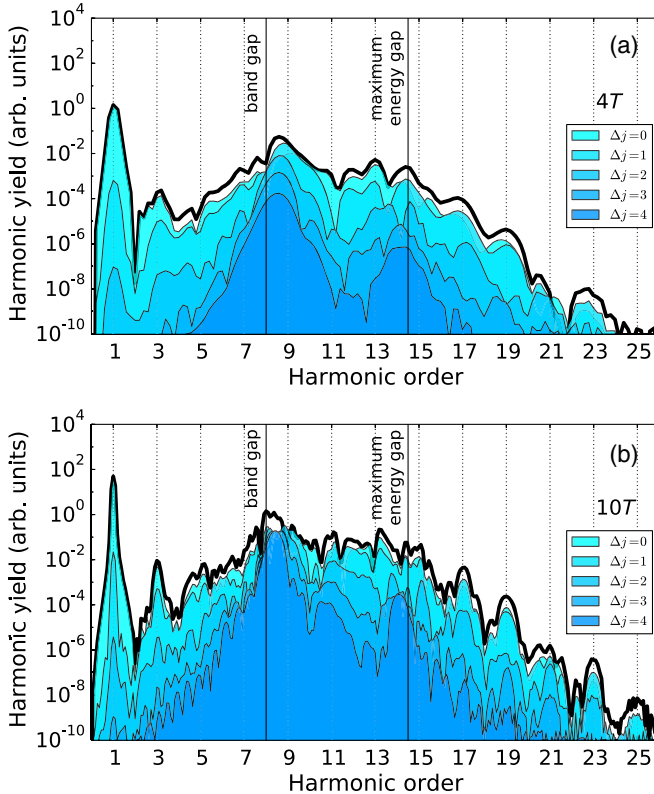 (a)
10^4
10^2
10^0
10^-2
10^-4
10^-6
10^-8
10^-10
Harmonic yield (arb. units)
band gap
maximum
energy gap
4T
Δj=0
Δj=1
Δj=2
Δj=3
Δj=4
1 3 5 7 9 11 13 15 17 19 21 23 25
Harmonic order
(b)
10^4
10^2
10^0
10^-2
10^-4
10^-6
10^-8
10^-10
Harmonic yield (arb. units)
band gap
maximum
energy gap
10T
Δj=0
Δj=1
Δj=2
Δj=3
Δj=4
1 3 5 7 9 11 13 15 17 19 21 23 25
Harmonic order